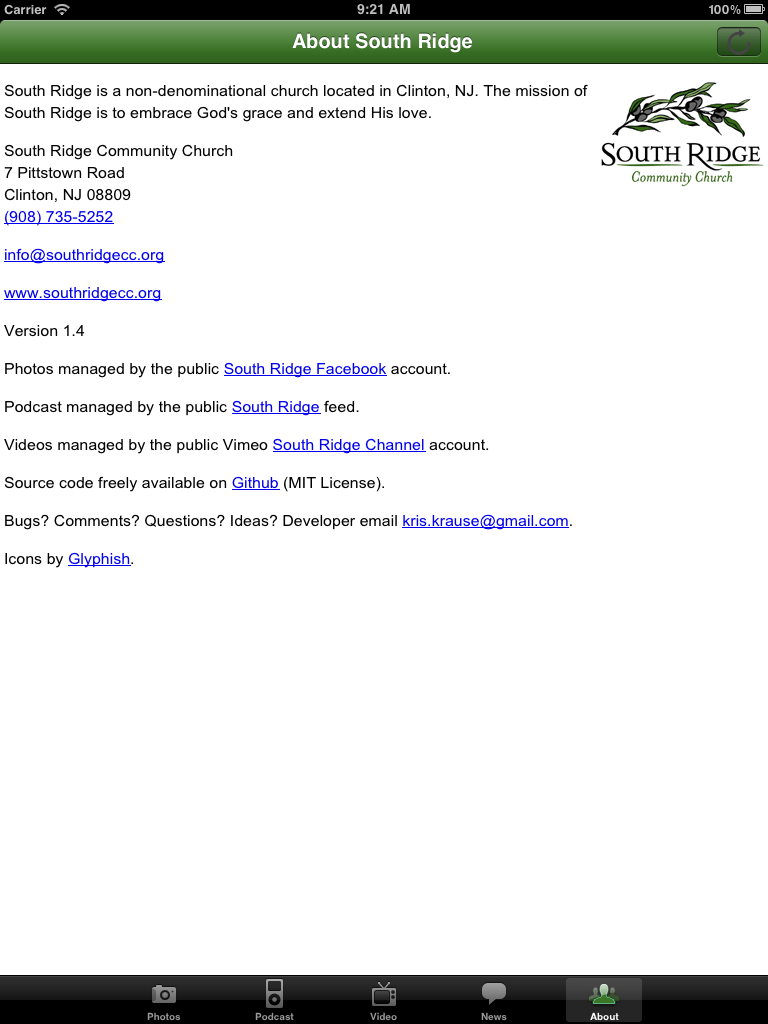 Carrier 9:21 AM 100%
About South Ridge
South Ridge is a non-denominational church located in Clinton, NJ. The mission of
South Ridge is to embrace God's grace and extend His love.
SOUTH RIDGE
Community Church
South Ridge Community Church
7 Pittstown Road
Clinton, NJ 08809
(908) 735-5252
info@southridgecc.org
www.southridgecc.org
Version 1.4
Photos managed by the public South Ridge Facebook account.
Podcast managed by the public South Ridge feed.
Videos managed by the public Vimeo South Ridge Channel account.
Source code freely available on Github (MIT License).
Bugs? Comments? Questions? Ideas? Developer email kris.krause@gmail.com.
Icons by Glyphish.
Photos Podcast Video News About